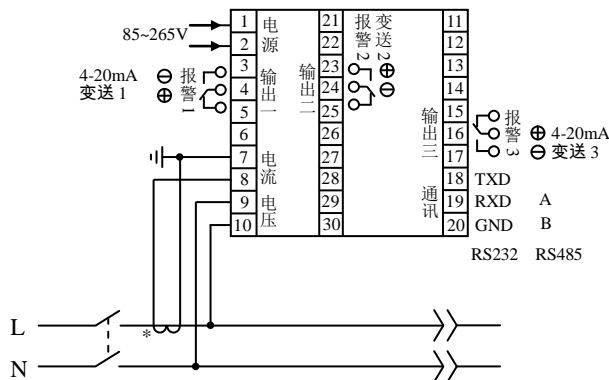 85~265V
1 电 21 报 变 11
2 源 22 警 送 12
4-20mA ⊖ 报 3 输 23 2 2 ⊕ 13
变送 1 ⊕ 警 4 出 输 24 ⊖ 14
1 5 一 出 25 15 报
6 二 26 输 16 警 ⊕ 4-20mA
7 电 27 出 17 3 ⊖ 变送 3
8 流 28 三 18 TXD
9 电 29 通 19 RXD A
10 压 30 讯 20 GND B
RS232 RS485
L *
N